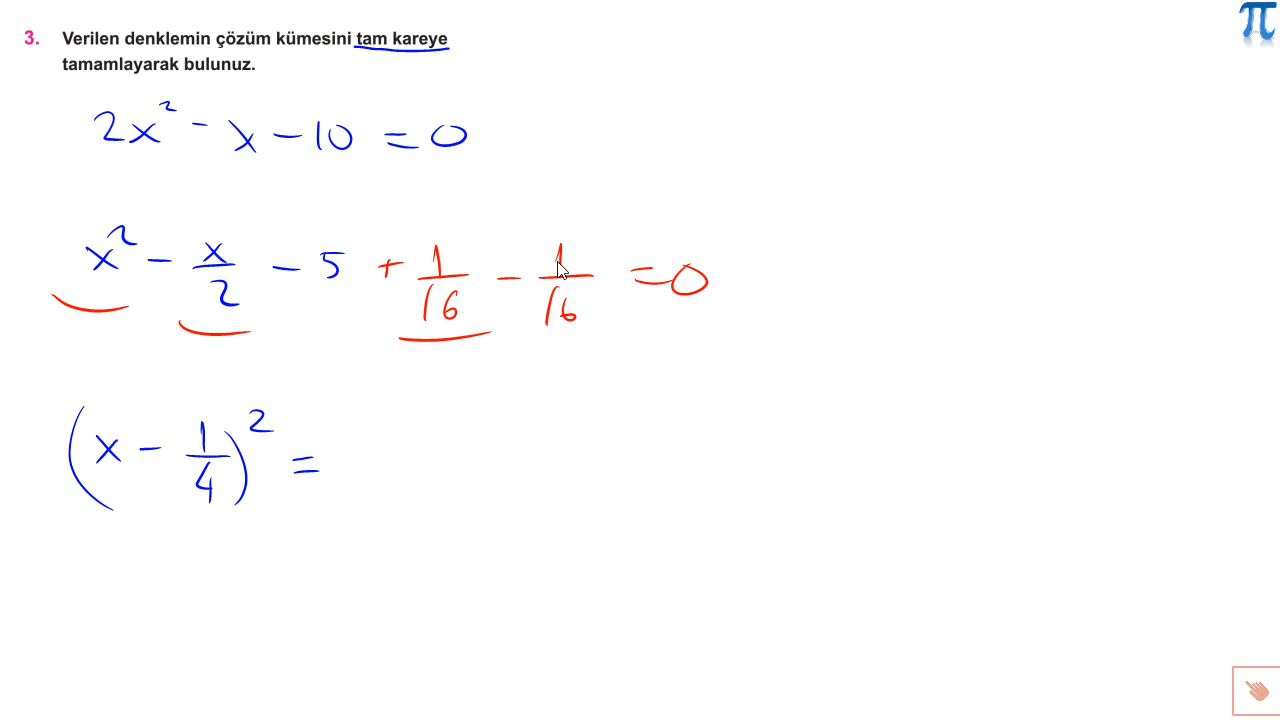 3. Verilen denklemin çözüm kümesini tam kareye
tamamlayarak bulunuz.
2x² - x - 10 = 0
x² - x/2 - 5 + 1/16 - 1/16 = 0
(x - 1/4)² =
π